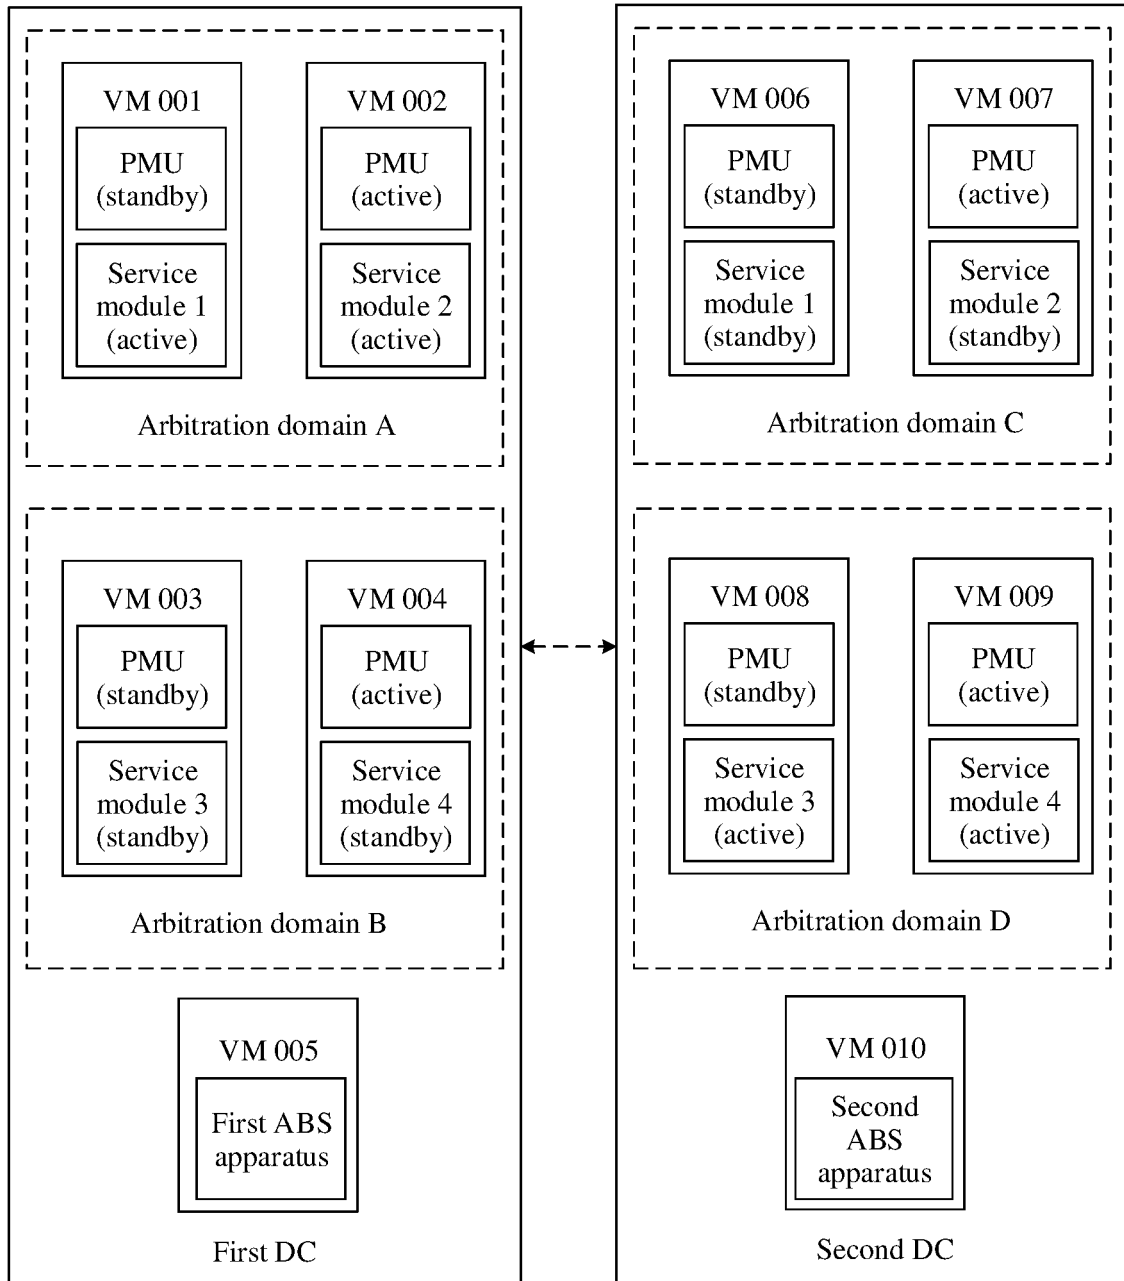 VM 001
PMU
(standby)
Service
module 1
(active)
VM 002
PMU
(active)
Service
module 2
(active)
Arbitration domain A
VM 003
PMU
(standby)
Service
module 3
(standby)
VM 004
PMU
(active)
Service
module 4
(standby)
Arbitration domain B
VM 005
First ABS
apparatus
First DC
VM 006
PMU
(standby)
Service
module 1
(standby)
VM 007
PMU
(active)
Service
module 2
(standby)
Arbitration domain C
VM 008
PMU
(standby)
Service
module 3
(active)
VM 009
PMU
(active)
Service
module 4
(active)
Arbitration domain D
VM 010
Second
ABS
apparatus
Second DC